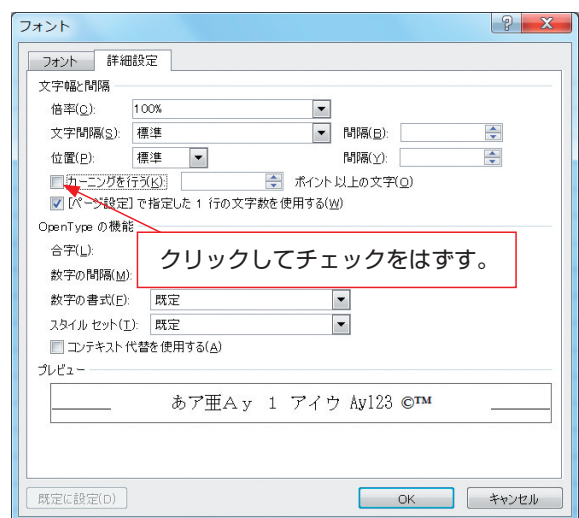 フォント
フォント 詳細設定
文字幅と間隔
倍率(C): 100%
文字間隔(S): 標準 間隔(B):
位置(P): 標準 間隔(Y):
カーニングを行う(K): ポイント以上の文字(O)
[ページ設定]で指定した 1 行の文字数を使用する(W)
OpenType の機能
合字(L):
クリックしてチェックをはずす。
数字の間隔(M):
数字の書式(F): 既定
スタイル セット(T): 既定
コンテキスト代替を使用する(A)
プレビュー
あア亜Ay 1 アイウ Ay123 ©™
既定に設定(D) OK キャンセル